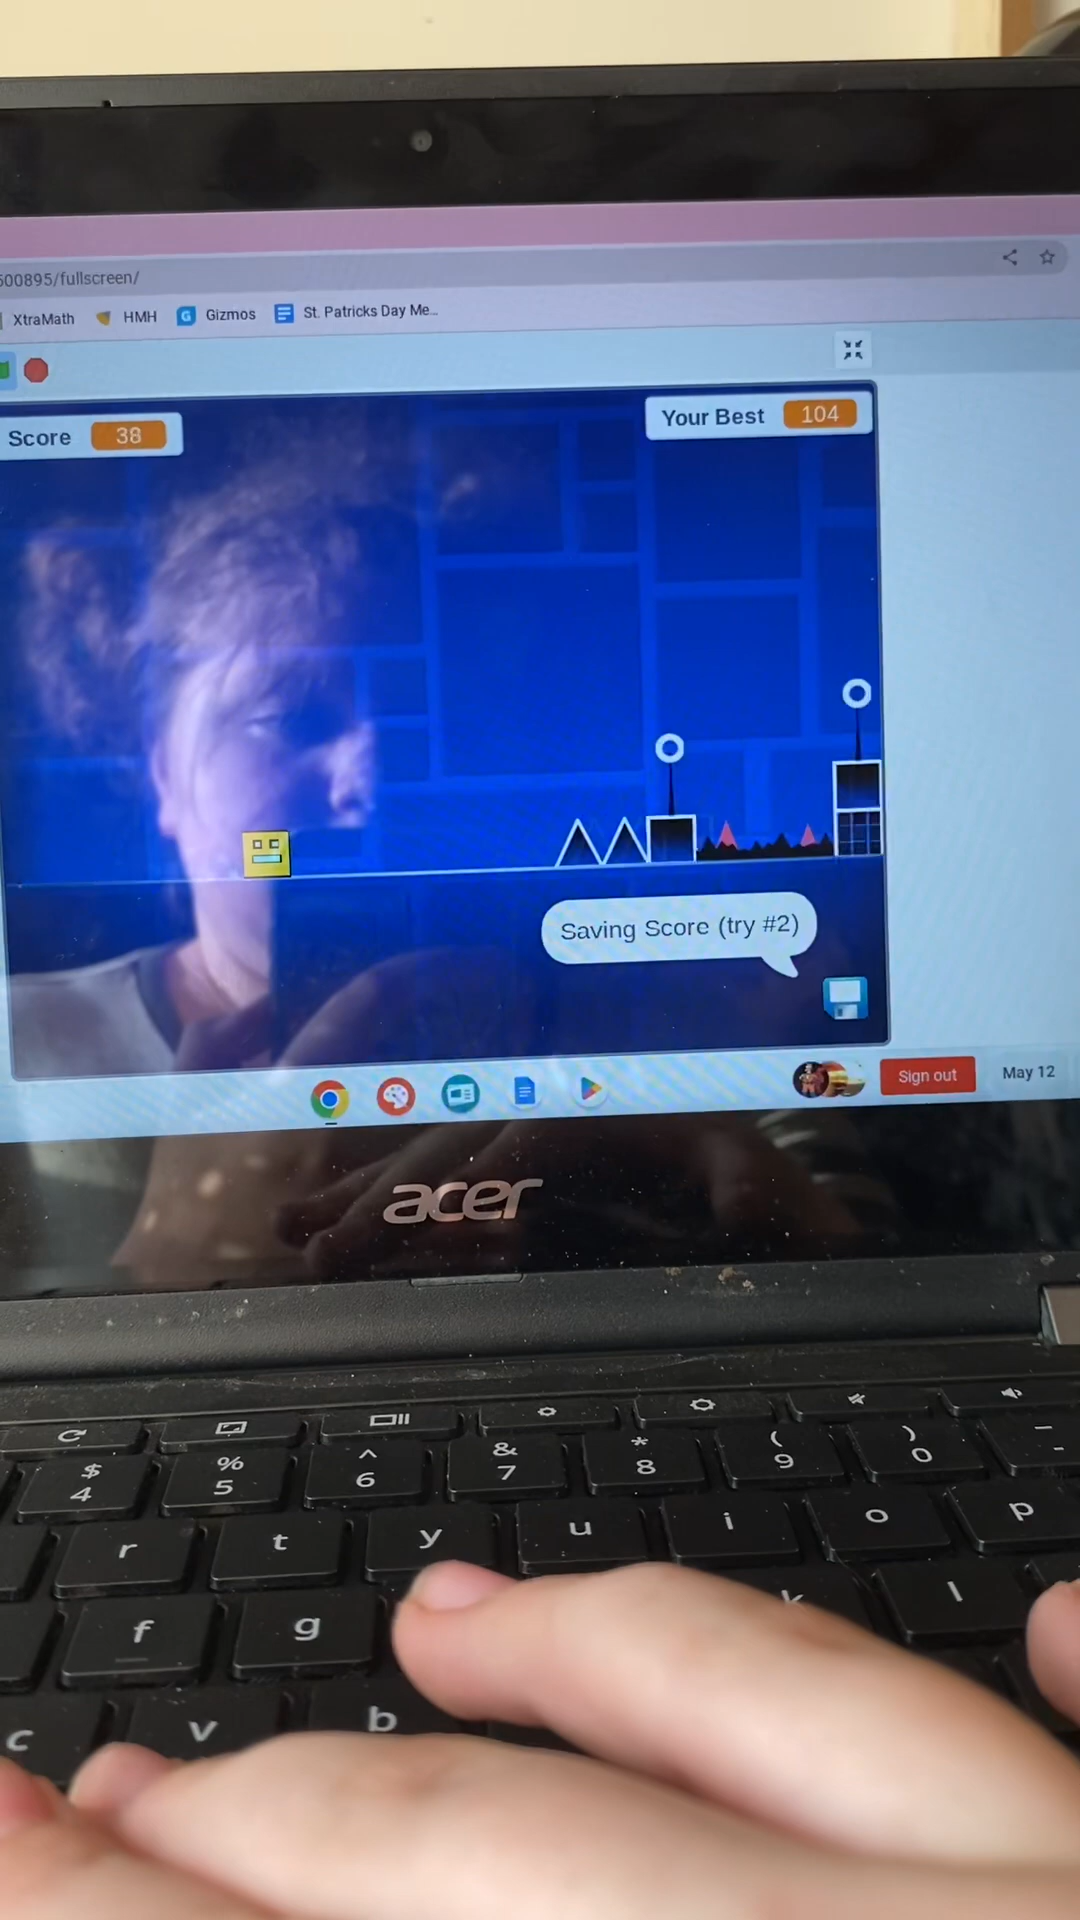 500895/fullscreen/
XtraMath HMH G Gizmos St. Patricks Day Me...
Score 38
Your Best 104
Saving Score (try #2)
Sign out May 12
acer
$ 4 % 5 ^ 6 & 7 * 8 ( 9 ) 0 _ -
r t y u i o p
f g k l
c v b